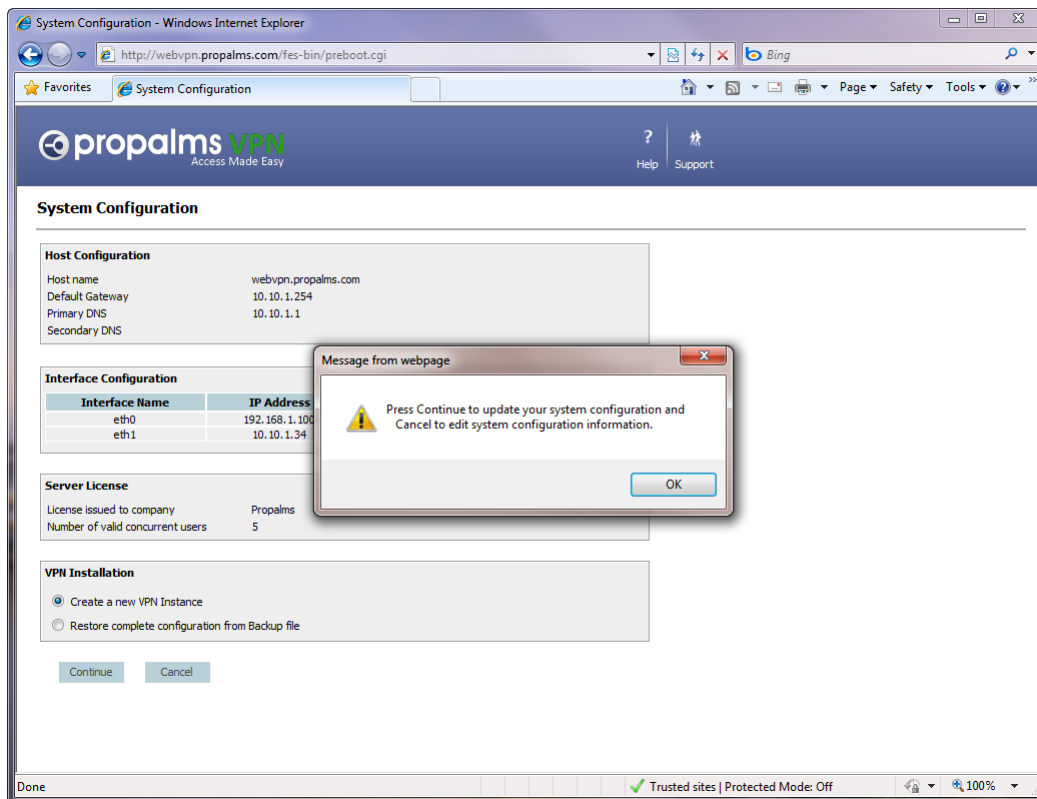 System Configuration - Windows Internet Explorer
http://webvpn.propalms.com/fes-bin/preboot.cgi
Bing
Favorites
System Configuration
Page
Safety
Tools
propalms VPN
Access Made Easy
Help
Support
System Configuration
Host Configuration
Host name webvpn.propalms.com
Default Gateway 10.10.1.254
Primary DNS 10.10.1.1
Secondary DNS
Message from webpage
Press Continue to update your system configuration and
Cancel to edit system configuration information.
OK
Interface Configuration
Interface Name IP Address
eth0 192.168.1.100
eth1 10.10.1.34
Server License
License issued to company Propalms
Number of valid concurrent users 5
VPN Installation
Create a new VPN Instance
Restore complete configuration from Backup file
Continue Cancel
Done
Trusted sites | Protected Mode: Off
100%